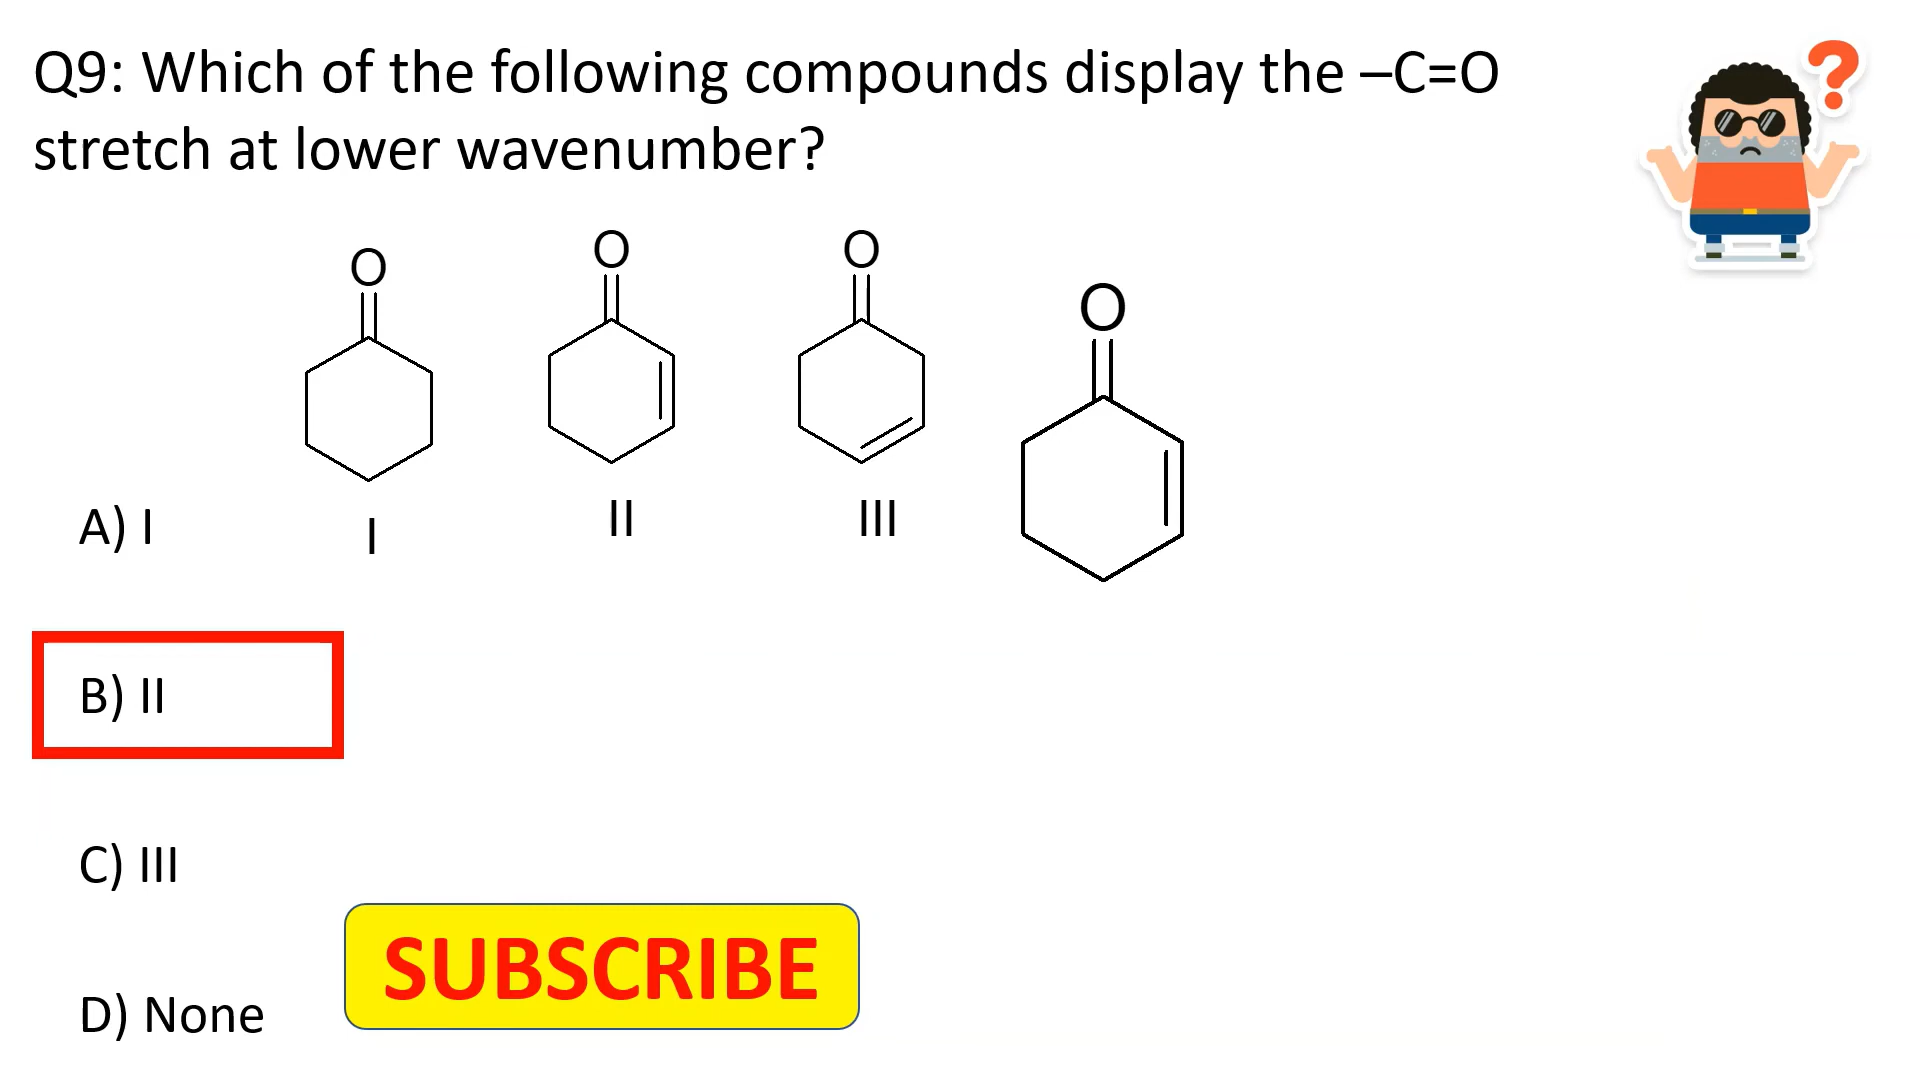 Q9: Which of the following compounds display the –C=O
stretch at lower wavenumber?
?
O
O
O
O
I
II
III
A) I
B) II
C) III
D) None
SUBSCRIBE